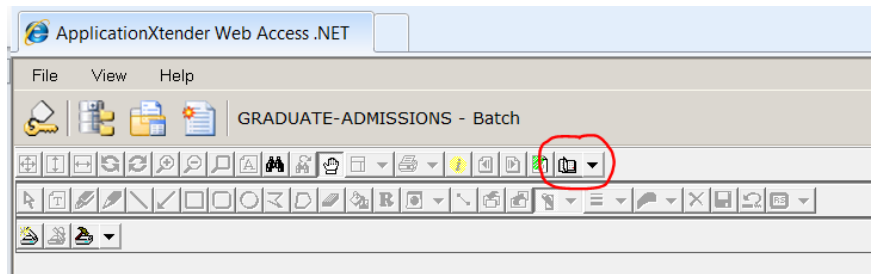 ApplicationXtender Web Access .NET
File View Help
GRADUATE-ADMISSIONS - Batch